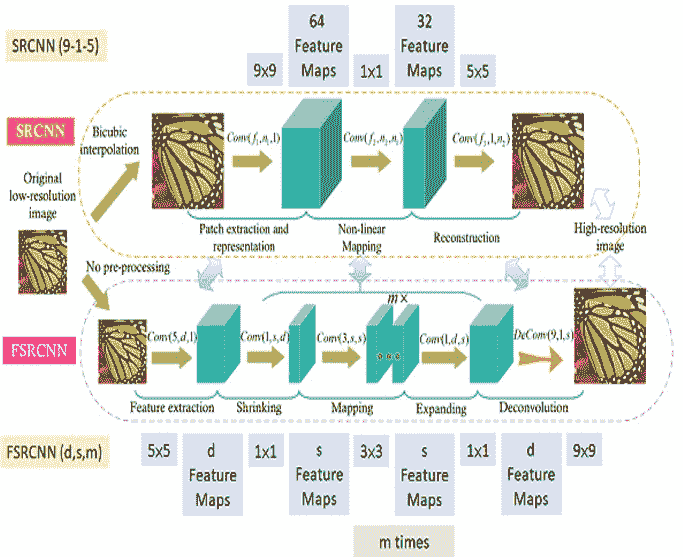 64
Feature
Maps
32
Feature
Maps
SRCNN (9-1-5)
9x9
1x1
5x5
SRCNN
Bicubic
interpolation
Conv(f₁,n₁,1)
Conv(f₂,n₂,n₁)
Conv(f₃,1,n₂)
Original
low-resolution
image
Patch extraction and
representation
Non-linear
Mapping
Reconstruction
High-resolution
image
No pre-processing
m ×
FSRCNN
Conv(5,d,1)
Conv(1,s,d)
Conv(3,s,s)
Conv(1,d,s)
DeConv(9,1,s)
Feature extraction
Shrinking
Mapping
Expanding
Deconvolution
FSRCNN (d,s,m)
5x5
d
Feature
Maps
1x1
s
Feature
Maps
3x3
s
Feature
Maps
1x1
d
Feature
Maps
9x9
m times